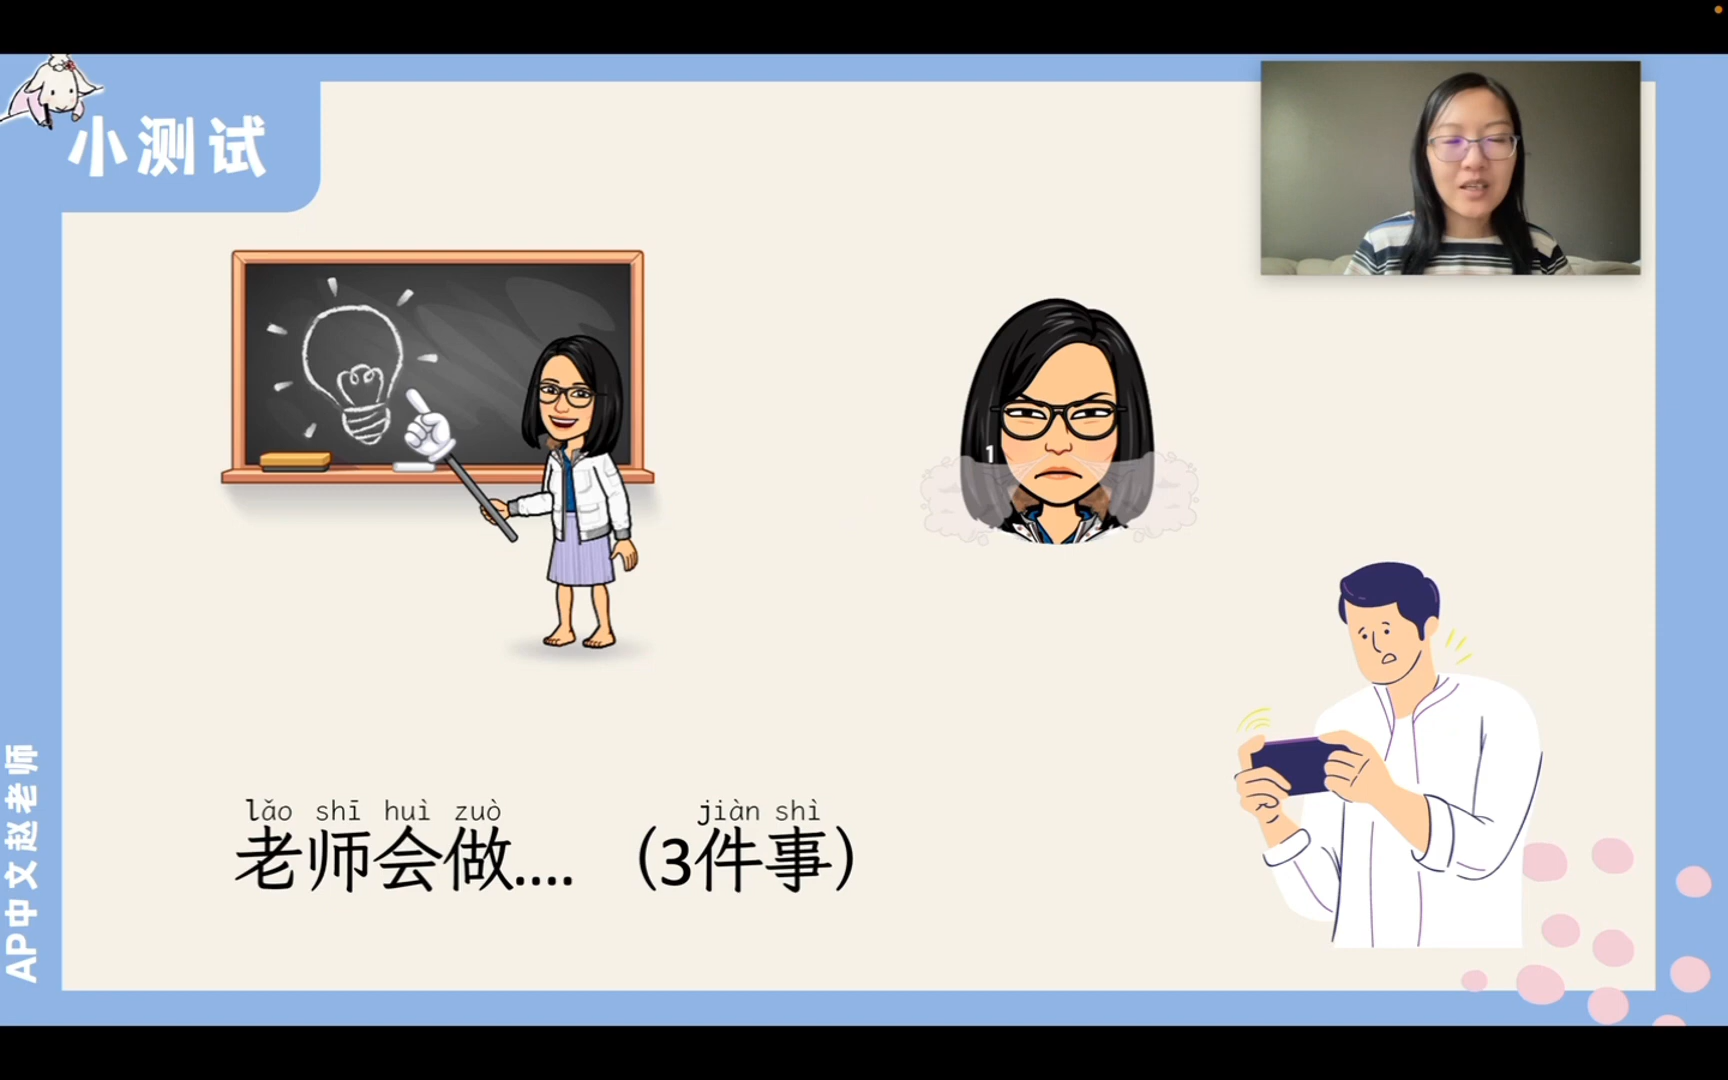 小测试
1
lǎo shī huì zuò jiàn shì
老师会做.... （3件事）
AP中文赵老师